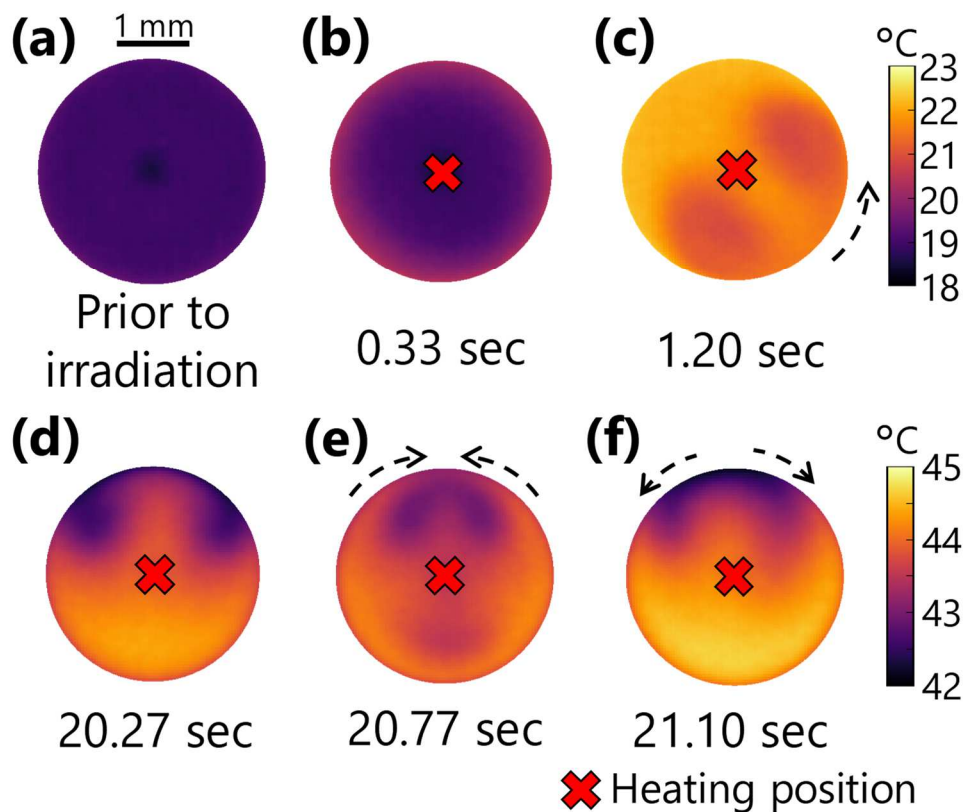 (a) 1 mm (b) (c) °C
23
22
21
20
19
18
Prior to
irradiation
0.33 sec
1.20 sec
(d) (e) (f) °C
45
44
43
42
20.27 sec
20.77 sec
21.10 sec
Heating position